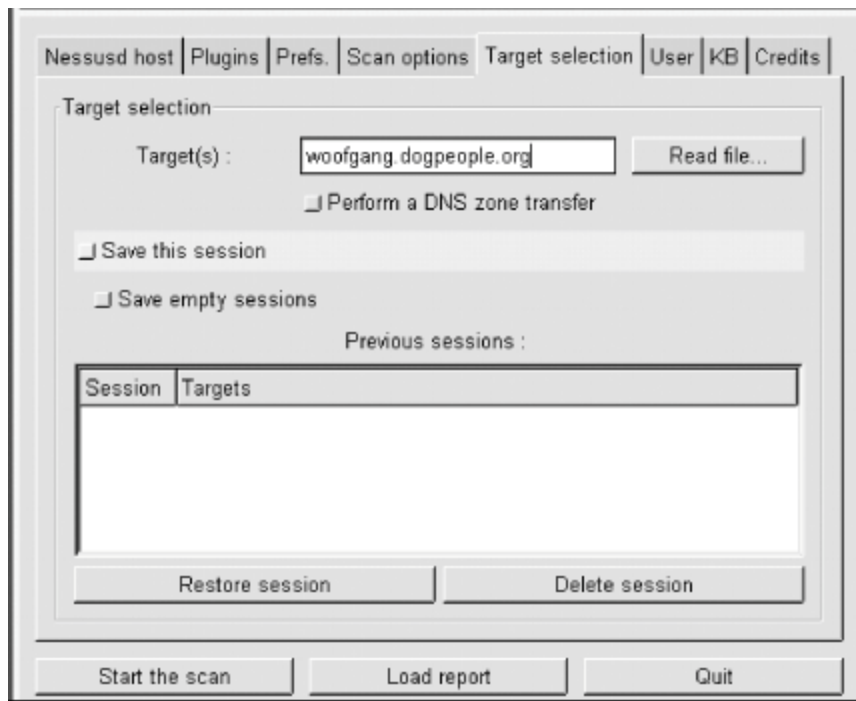 Nessusd host Plugins Prefs. Scan options Target selection User KB Credits
Target selection
Target(s) : woofgang.dogpeople.org Read file...
Perform a DNS zone transfer
Save this session
Save empty sessions
Previous sessions :
Session Targets
Restore session Delete session
Start the scan Load report Quit